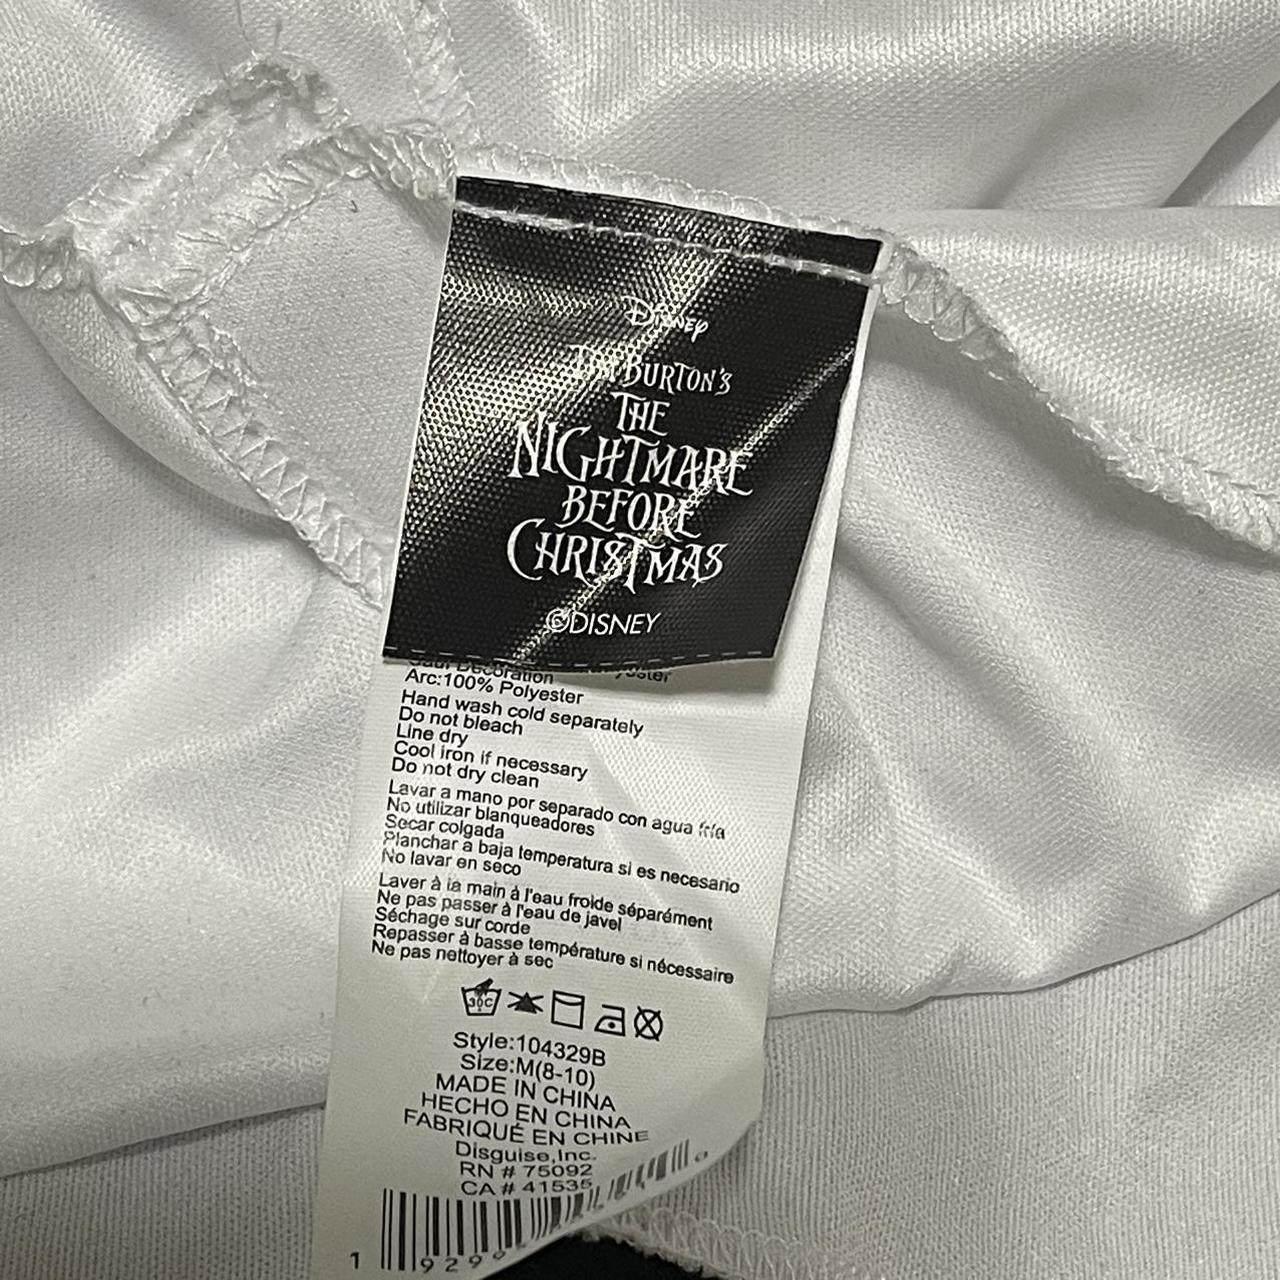 Disney
Tim Burton's
The
Nightmare
Before
Christmas
©DISNEY
Decoration
Arc:100% Polyester
Hand wash cold separately
Do not bleach
Line dry
Cool iron if necessary
Do not dry clean
Lavar a mano por separado con agua fría
No utilizar blanqueadores
Secar colgada
Planchar a baja temperatura si es necesario
No lavar en seco
Laver à la main à l'eau froide séparément
Ne pas passer à l'eau de javel
Séchage sur corde
Repasser à basse température si nécessaire
Ne pas nettoyer à sec
30C
Style:104329B
Size:M(8-10)
MADE IN CHINA
HECHO EN CHINA
FABRIQUÉ EN CHINE
Disguise,Inc.
RN # 75092
CA # 41535